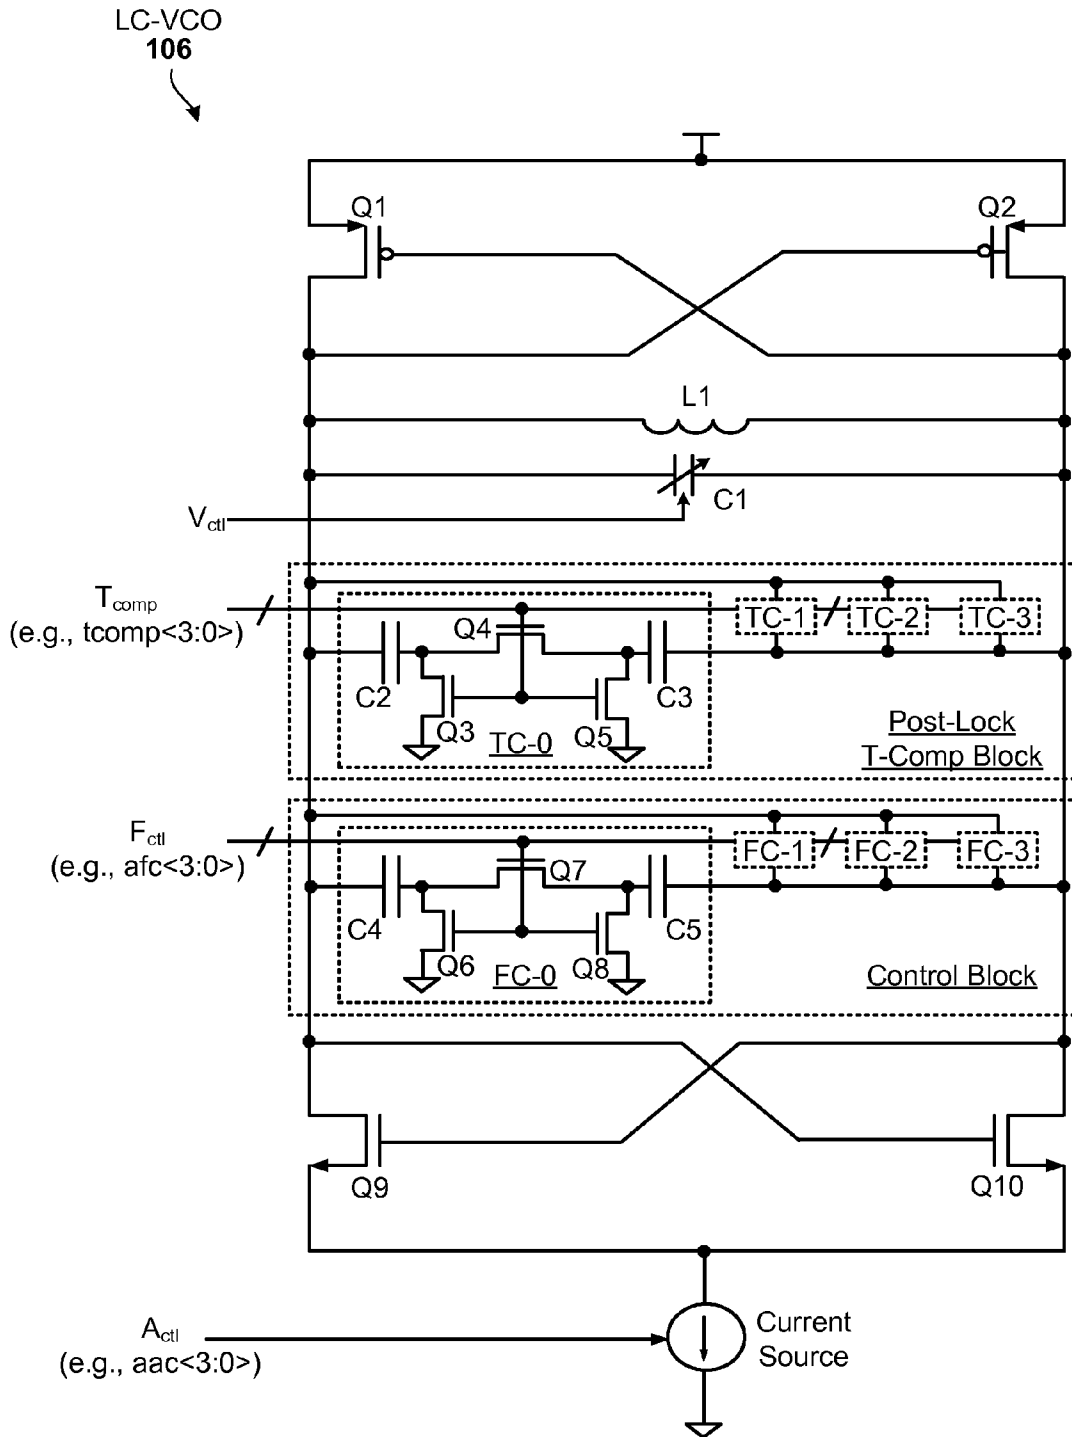 LC-VCO
106
Q1
Q2
L1
C1
Vctl
Tcomp
(e.g., tcomp<3:0>)
Q4
TC-1
TC-2
TC-3
C2
C3
Q3
Q5
TC-0
Post-Lock
T-Comp Block
Fctl
(e.g., afc<3:0>)
Q7
FC-1
FC-2
FC-3
C4
C5
Q6
Q8
FC-0
Control Block
Q9
Q10
Actl
(e.g., aac<3:0>)
Current
Source